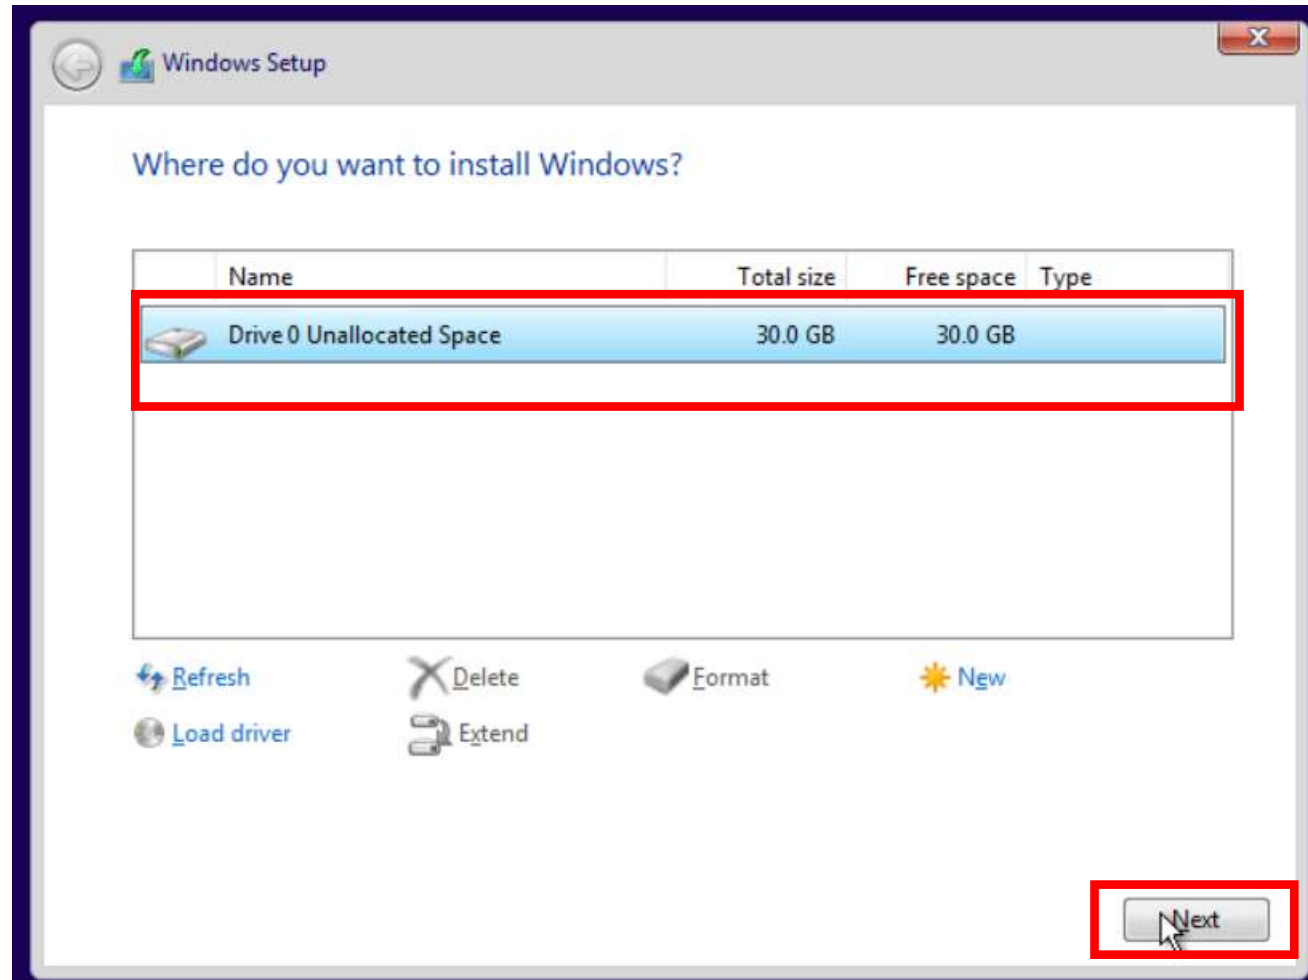 Windows Setup
Where do you want to install Windows?
Name Total size Free space Type
Drive 0 Unallocated Space 30.0 GB 30.0 GB
Refresh Delete Format New
Load driver Extend
Next